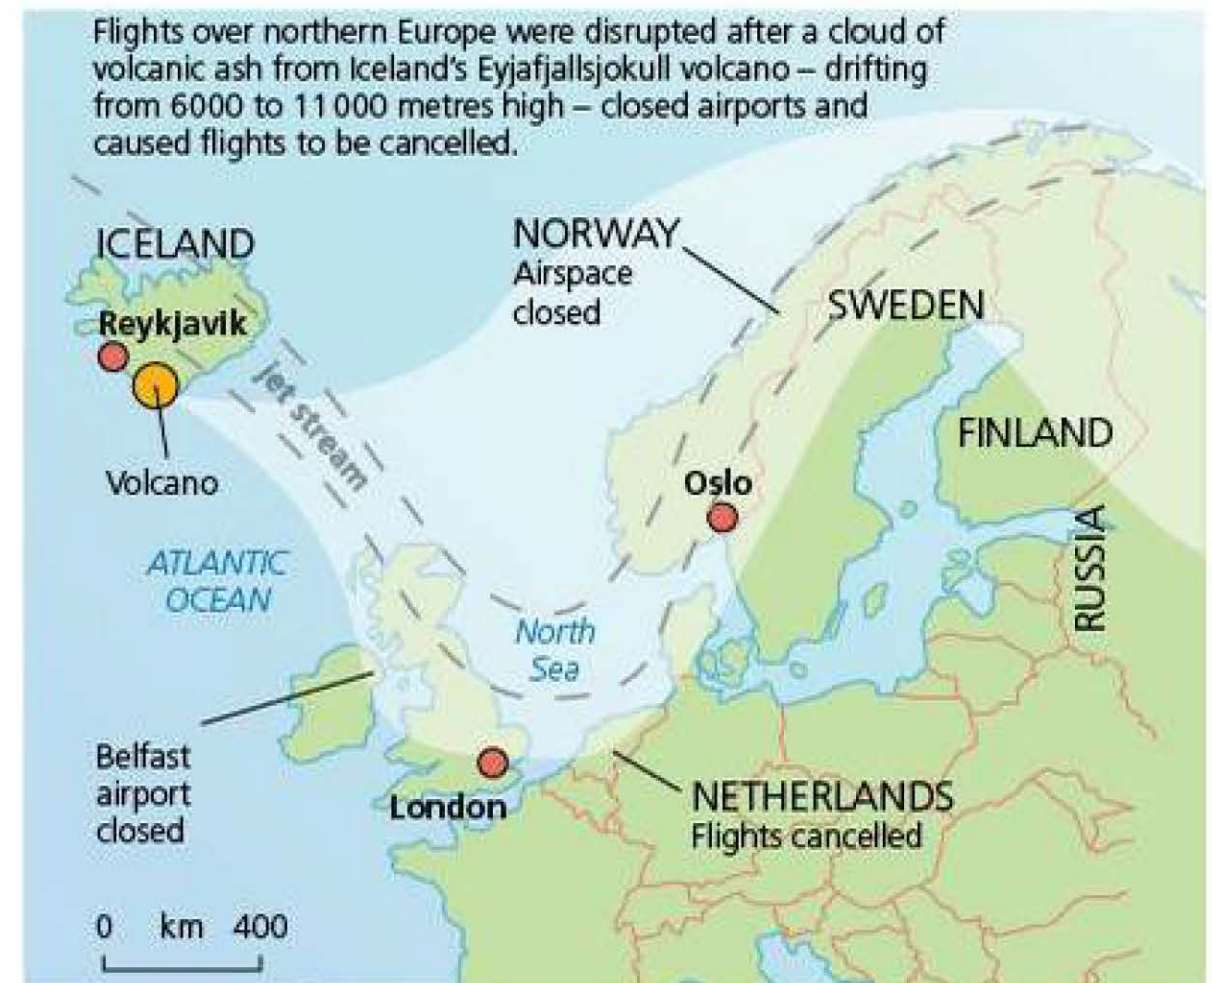 Flights over northern Europe were disrupted after a cloud of
volcanic ash from Iceland's Eyjafjallsjokull volcano – drifting
from 6000 to 11 000 metres high – closed airports and
caused flights to be cancelled.
ICELAND
Reykjavik
jet stream
Volcano
NORWAY
Airspace
closed
SWEDEN
FINLAND
Oslo
RUSSIA
ATLANTIC
OCEAN
North
Sea
Belfast
airport
closed
London
NETHERLANDS
Flights cancelled
0 km 400